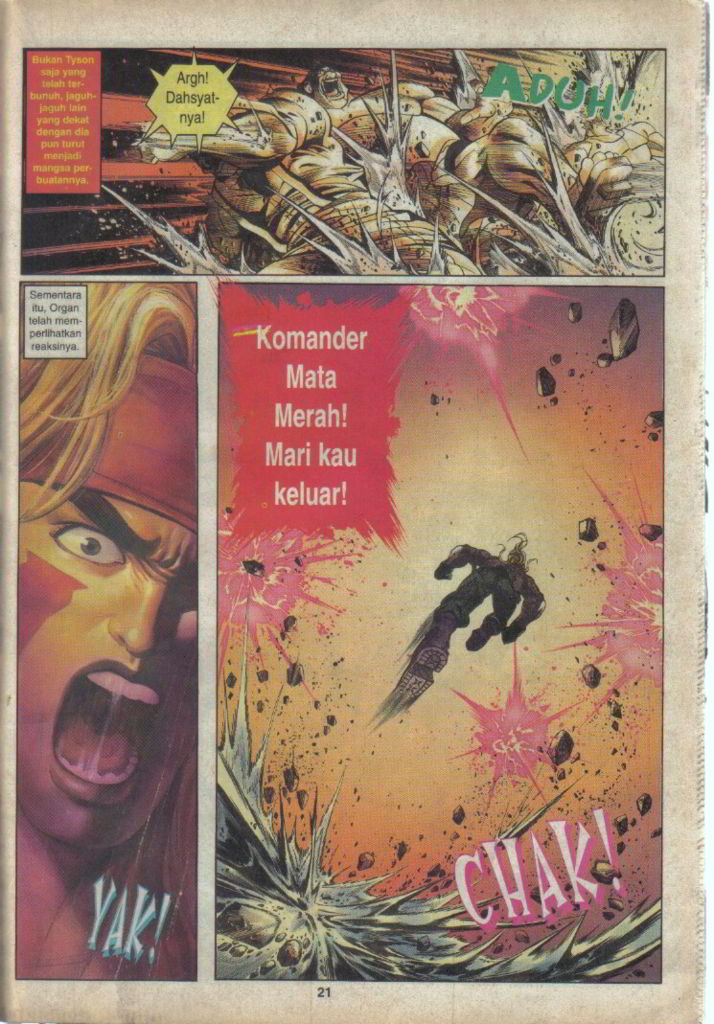 Bukan Tyson
saja yang
telah ter-
bunuh, jaguh-
jaguh lain
yang dekat
dengan dia
pun turut
menjadi
mangsa per-
buatannya.
Argh!
Dahsyat-
nya!
ADUH!
Sementara
itu, Organ
telah mem-
perlihatkan
reaksinya.
YAK!
Komander
Mata
Merah!
Mari kau
keluar!
CHAK!
21